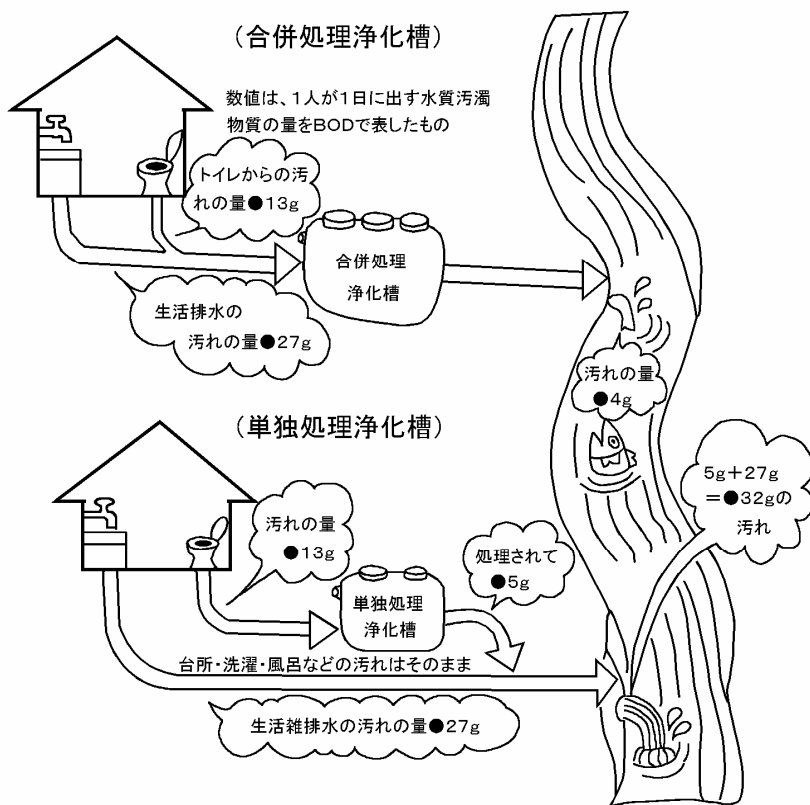 (合併処理浄化槽)
数値は、1人が1日に出す水質汚濁
物質の量をBODで表したもの
トイレからの汚
れの量●13g
合併処理
浄化槽
生活排水の
汚れの量●27g
汚れの量
●4g
(単独処理浄化槽)
5g+27g
=●32gの
汚れ
汚れの量
●13g
処理されて
●5g
単独処理
浄化槽
台所・洗濯・風呂などの汚れはそのまま
生活雑排水の汚れの量●27g